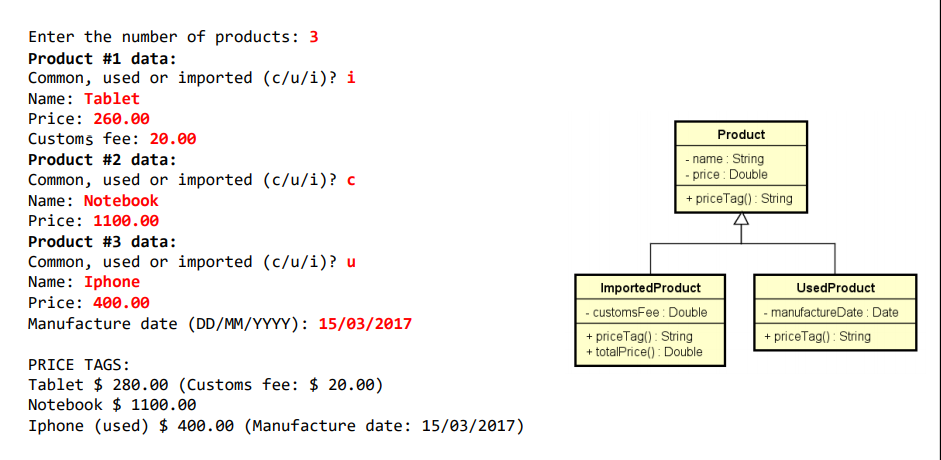 Enter the number of products: 3
Product #1 data:
Common, used or imported (c/u/i)? i
Name: Tablet
Price: 260.00
Customs fee: 20.00
Product #2 data:
Common, used or imported (c/u/i)? c
Name: Notebook
Price: 1100.00
Product #3 data:
Common, used or imported (c/u/i)? u
Name: Iphone
Price: 400.00
Manufacture date (DD/MM/YYYY): 15/03/2017
PRICE TAGS:
Tablet $ 280.00 (Customs fee: $ 20.00)
Notebook $ 1100.00
Iphone (used) $ 400.00 (Manufacture date: 15/03/2017)
Product
- name : String
- price : Double
+ priceTag() : String
ImportedProduct
- customsFee : Double
+ priceTag() : String
+ totalPrice() : Double
UsedProduct
- manufactureDate : Date
+ priceTag() : String